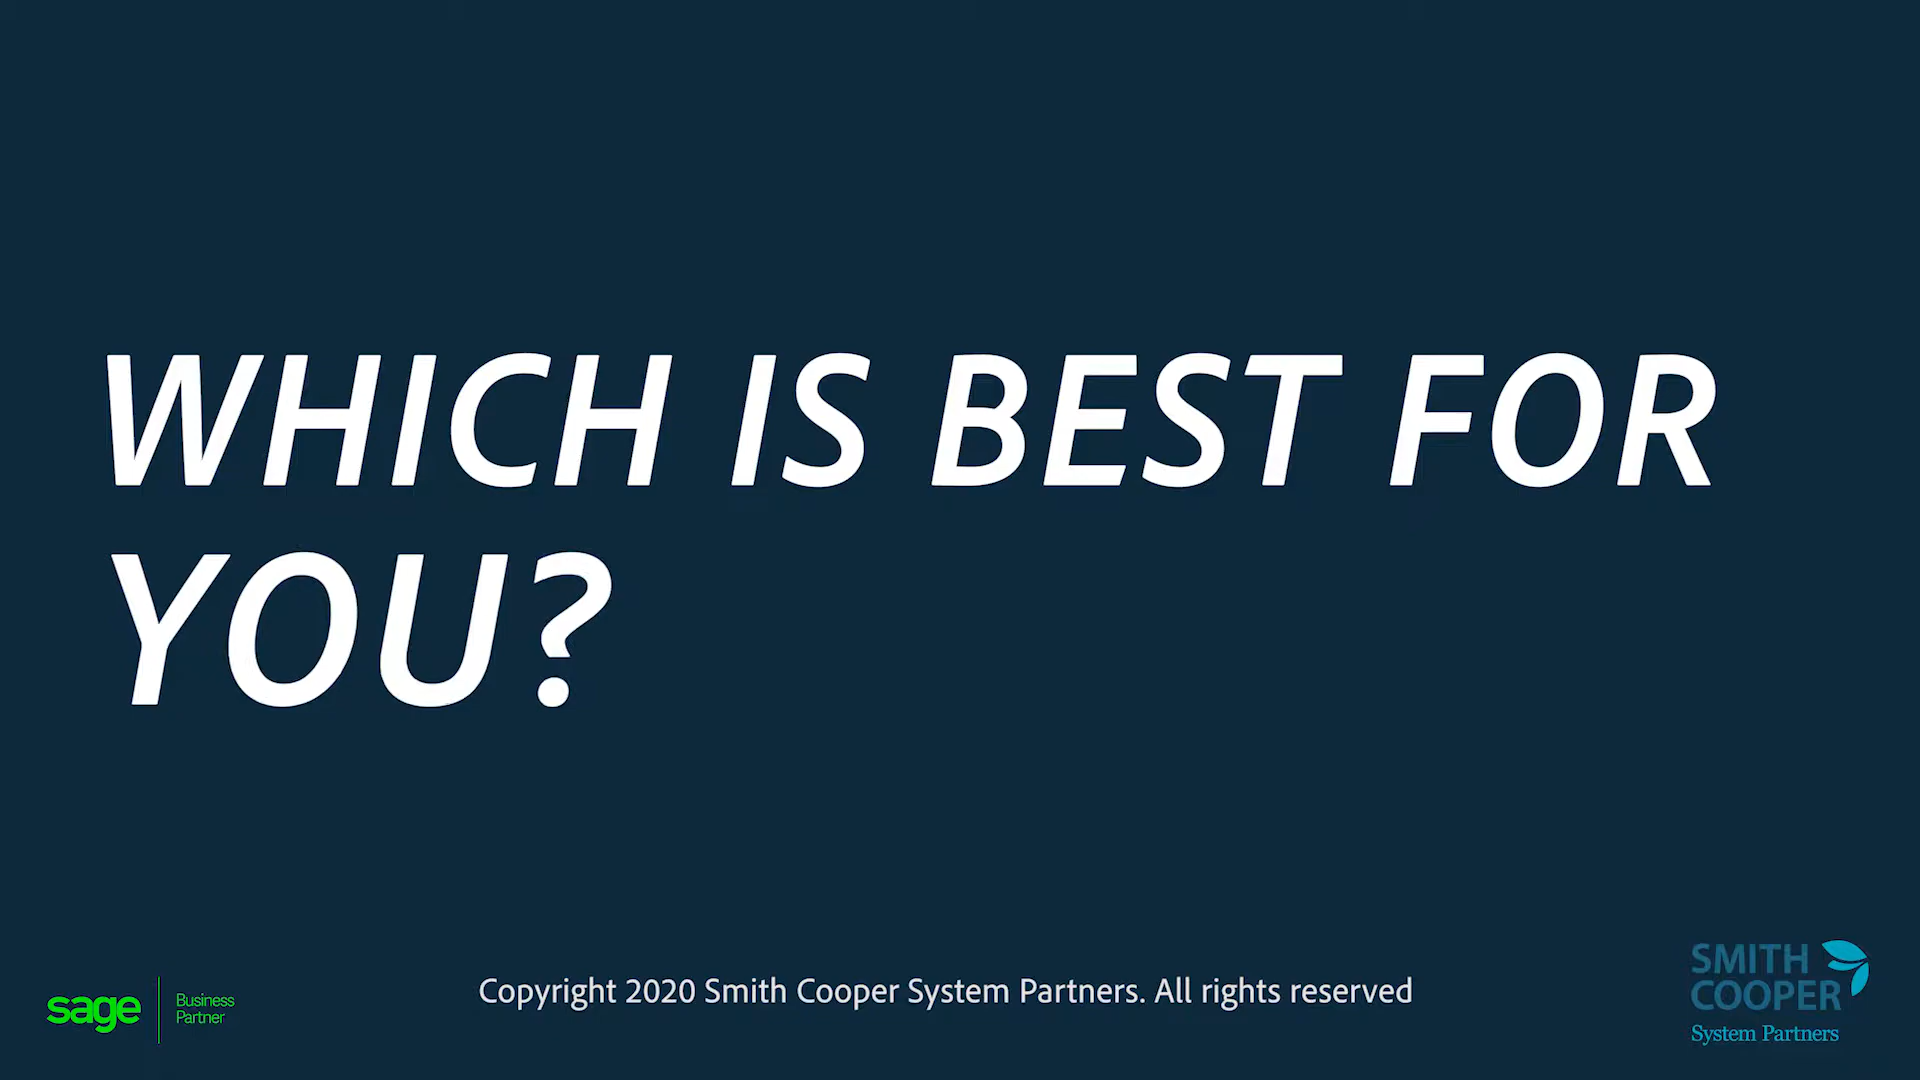 WHICH IS BEST FOR
YOU?
sage
Business
Partner
Copyright 2020 Smith Cooper System Partners. All rights reserved
SMITH
COOPER
System Partners